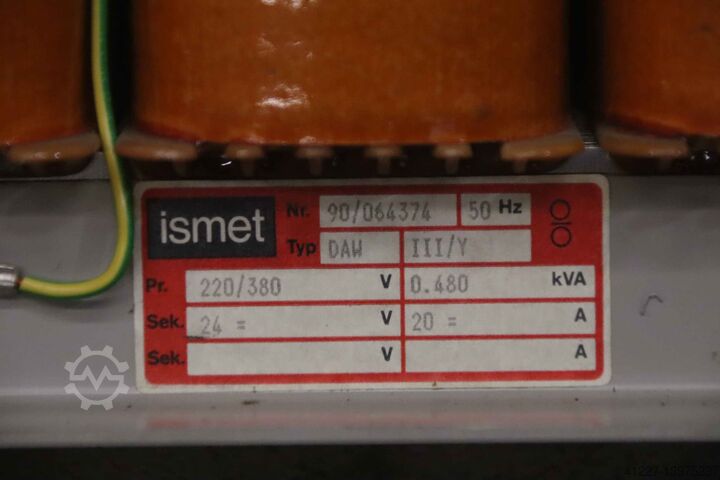 ismet Nr. 90/064374 50 Hz
Typ DAW III/Y
Pr. 220/380 V 0.480 kVA
Sek. 24 = V 20 = A
Sek. V A